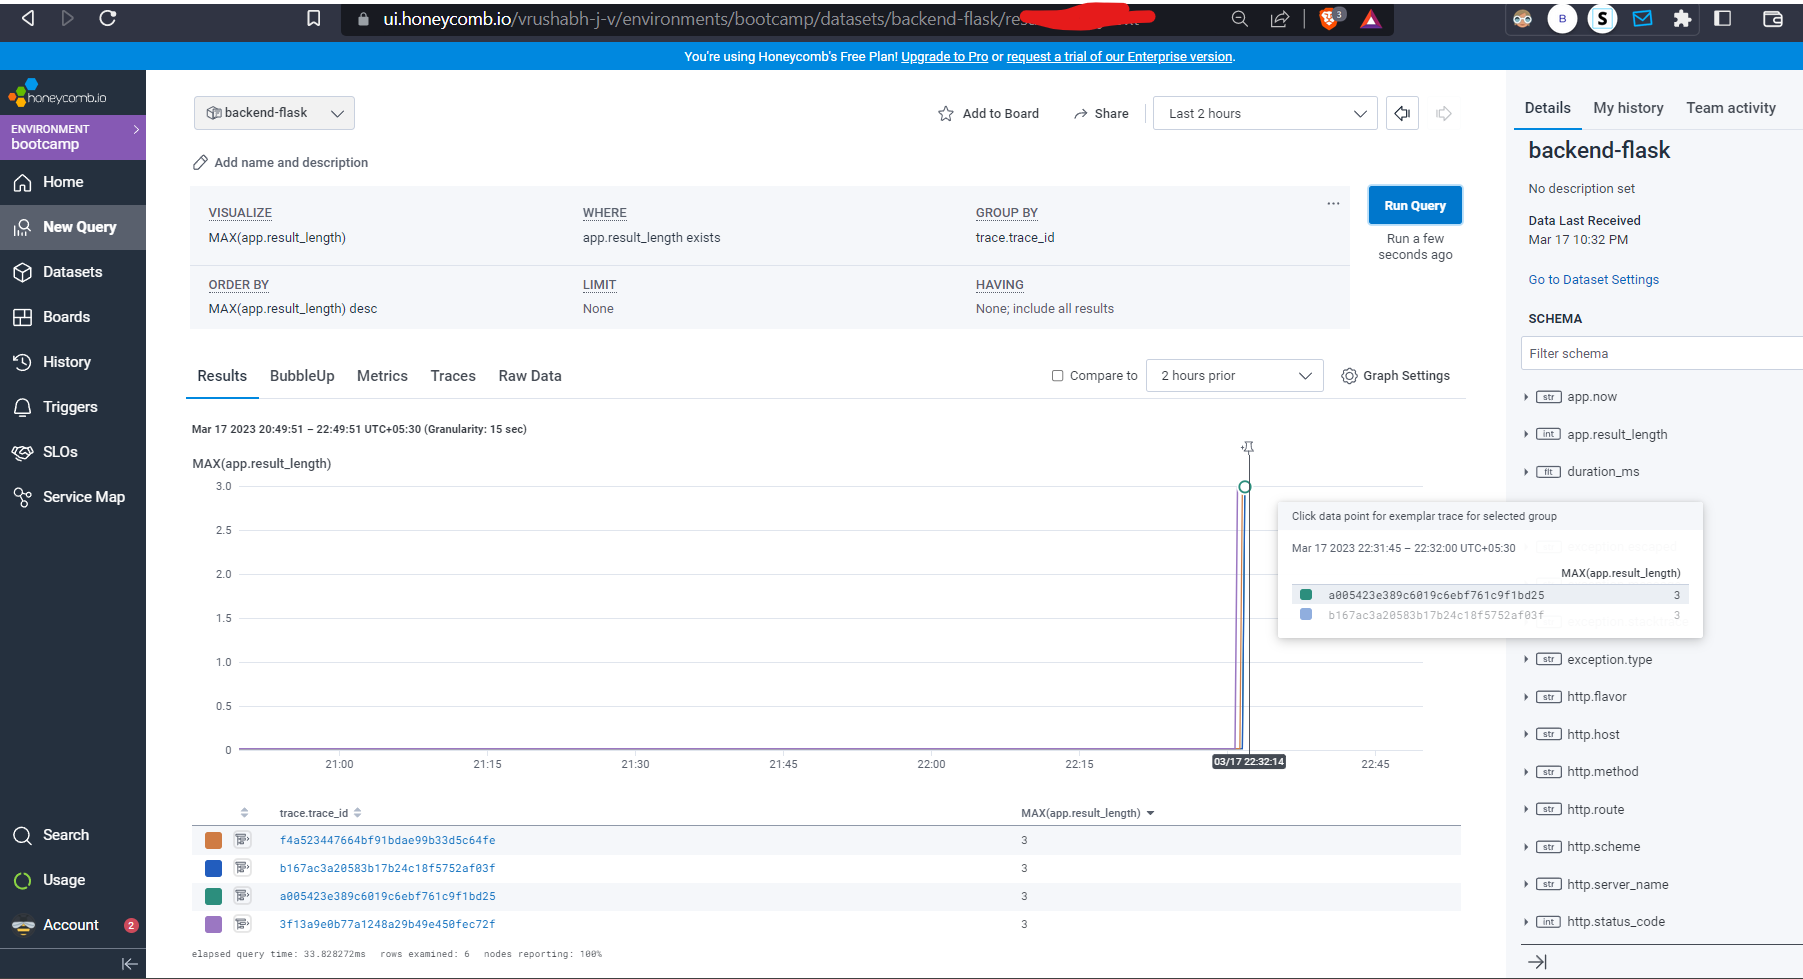 ui.honeycomb.io/vrushabh-j-v/environments/bootcamp/datasets/backend-flask/res
3
B
S
You're using Honeycomb's Free Plan! Upgrade to Pro or request a trial of our Enterprise version.
honeycomb.io
ENVIRONMENT
bootcamp
Home
New Query
Datasets
Boards
History
Triggers
SLOs
Service Map
Search
Usage
Account 2
backend-flask
Add to Board
Share
Last 2 hours
Add name and description
VISUALIZE
MAX(app.result_length)
WHERE
app.result_length exists
GROUP BY
trace.trace_id
ORDER BY
MAX(app.result_length) desc
LIMIT
None
HAVING
None; include all results
Run Query
Run a few
seconds ago
Results BubbleUp Metrics Traces Raw Data
Compare to 2 hours prior
Graph Settings
Mar 17 2023 20:49:51 – 22:49:51 UTC+05:30 (Granularity: 15 sec)
MAX(app.result_length)
3.0
2.5
2.0
1.5
1.0
0.5
0
21:00 21:15 21:30 21:45 22:00 22:15 03/17 22:32:14 22:45
Click data point for exemplar trace for selected group
Mar 17 2023 22:31:45 – 22:32:00 UTC+05:30
MAX(app.result_length)
a005423e389c6019c6ebf761c9f1bd25 3
b167ac3a20583b17b24c18f5752af03f 3
trace.trace_id MAX(app.result_length)
f4a523447664bf91bdae99b33d5c64fe 3
b167ac3a20583b17b24c18f5752af03f 3
a005423e389c6019c6ebf761c9f1bd25 3
3f13a9e0b77a1248a29b49e450fec72f 3
elapsed query time: 33.828272ms rows examined: 6 nodes reporting: 100%
Details My history Team activity
backend-flask
No description set
Data Last Received
Mar 17 10:32 PM
Go to Dataset Settings
SCHEMA
Filter schema
str app.now
int app.result_length
flt duration_ms
str exception.type
str http.flavor
str http.host
str http.method
str http.route
str http.scheme
str http.server_name
int http.status_code